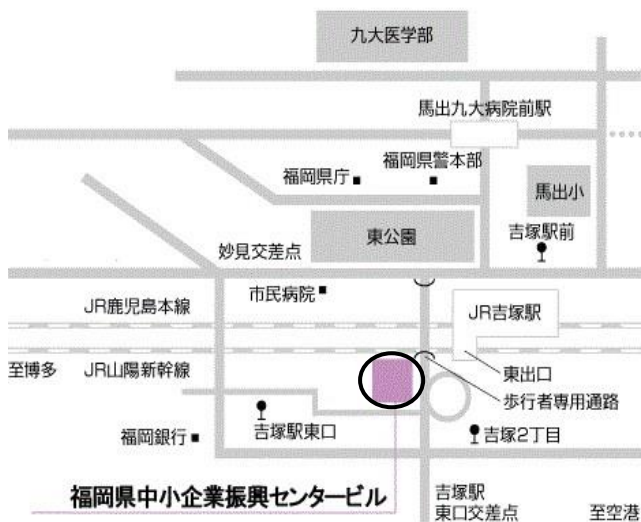 九大医学部
馬出九大病院前駅
福岡県警本部
福岡県庁
馬出小
東公園
吉塚駅前
妙見交差点
市民病院
JR鹿児島本線
JR吉塚駅
至博多
JR山陽新幹線
東出口
歩行者専用通路
吉塚駅東口
福岡銀行
吉塚2丁目
福岡県中小企業振興センタービル
吉塚駅
東口交差点
至空港